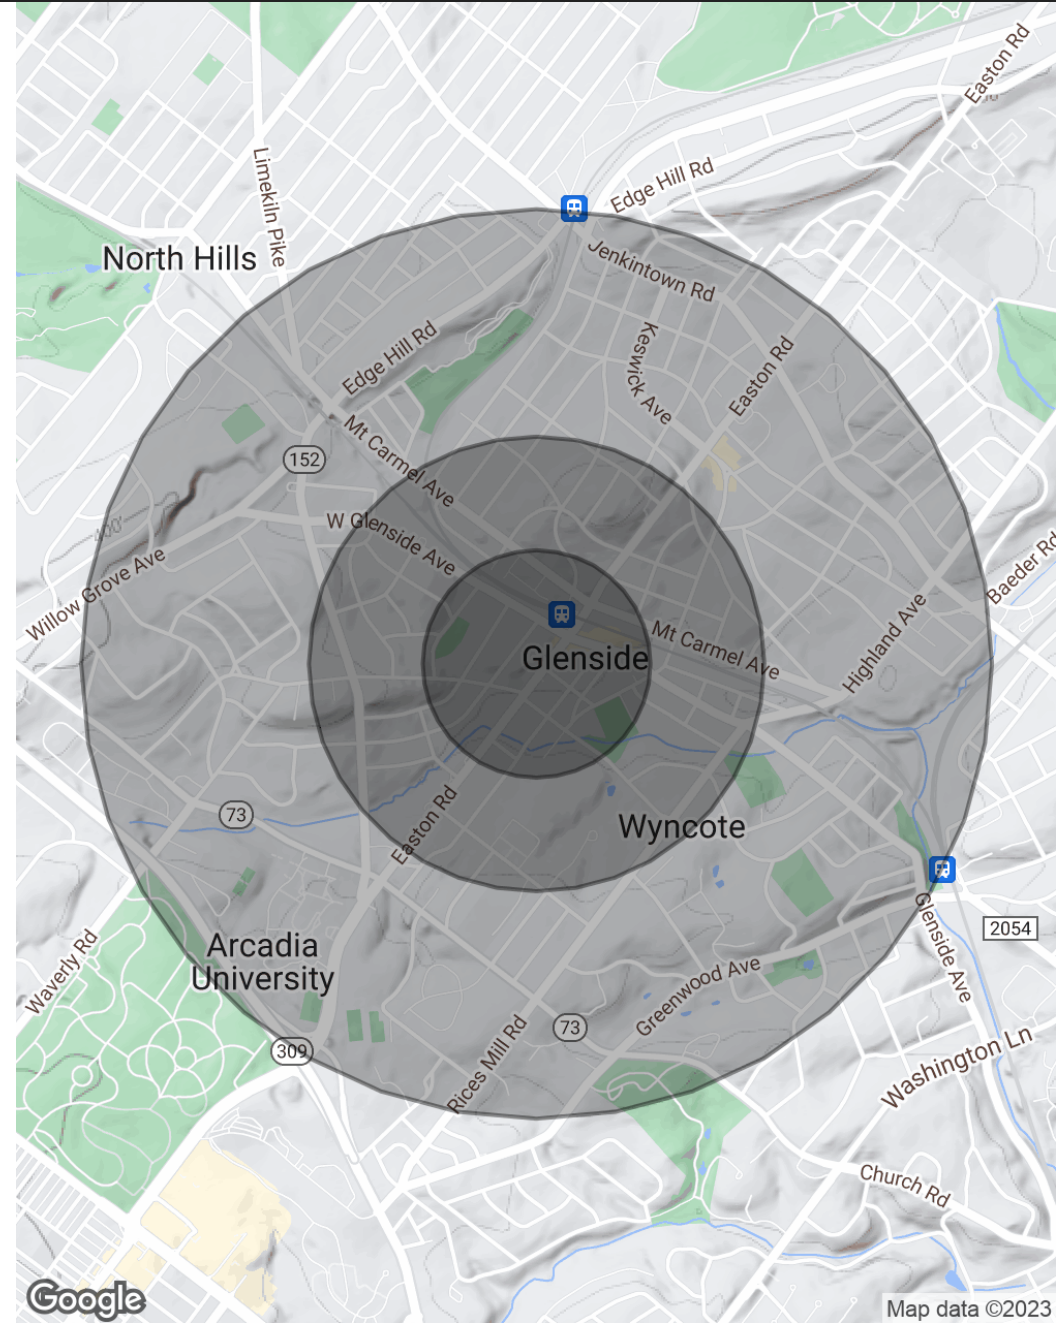 Easton Rd
Limekiln Pike
Edge Hill Rd
North Hills
Jenkintown Rd
Keswick Ave
Edge Hill Rd
Easton Rd
Mt Carmel Ave
152
W Glenside Ave
400'
Willow Grove Ave
Baeder Rd
Highland Ave
Mt Carmel Ave
Glenside
73
Easton Rd
Wyncote
Glenside Ave
2054
Arcadia
University
Waverly Rd
Greenwood Ave
73
309
Rices Mill Rd
Washington Ln
Church Rd
Google
Map data ©2023